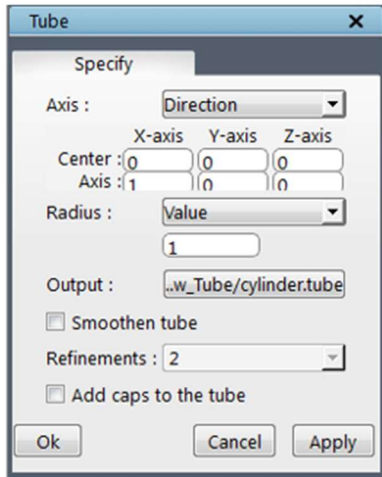 Tube
Specify
Axis : Direction
X-axis Y-axis Z-axis
Center : 0 0 0
Axis : 1 0 0
Radius : Value
1
Output : ..w_Tube/cylinder.tube
Smoothen tube
Refinements : 2
Add caps to the tube
Ok Cancel Apply